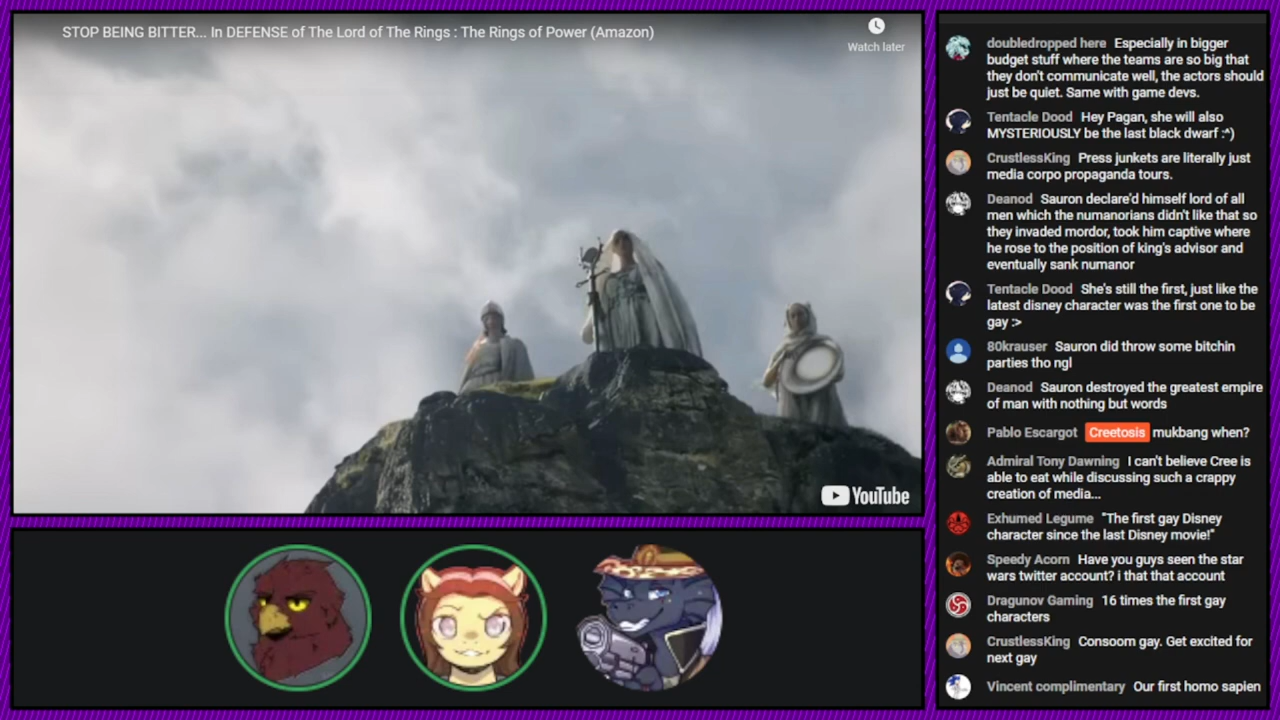 STOP BEING BITTER... In DEFENSE of The Lord of The Rings : The Rings of Power (Amazon)
Watch later
YouTube
doubledropped here Especially in bigger
budget stuff where the teams are so big that
they don't communicate well, the actors should
just be quiet. Same with game devs.
Tentacle Dood Hey Pagan, she will also
MYSTERIOUSLY be the last black dwarf :^)
CrustlessKing Press junkets are literally just
media corpo propaganda tours.
Deanod Sauron declare'd himself lord of all
men which the numanorians didn't like that so
they invaded mordor, took him captive where
he rose to the position of king's advisor and
eventually sank numanor
Tentacle Dood She's still the first, just like the
latest disney character was the first one to be
gay :>
80krauser Sauron did throw some bitchin
parties tho ngl
Deanod Sauron destroyed the greatest empire
of man with nothing but words
Pablo Escargot Creetosis mukbang when?
Admiral Tony Dawning I can't believe Cree is
able to eat while discussing such a crappy
creation of media...
Exhumed Legume "The first gay Disney
character since the last Disney movie!"
Speedy Acorn Have you guys seen the star
wars twitter account? i that that account
Dragunov Gaming 16 times the first gay
characters
CrustlessKing Consoom gay. Get excited for
next gay
Vincent complimentary Our first homo sapien